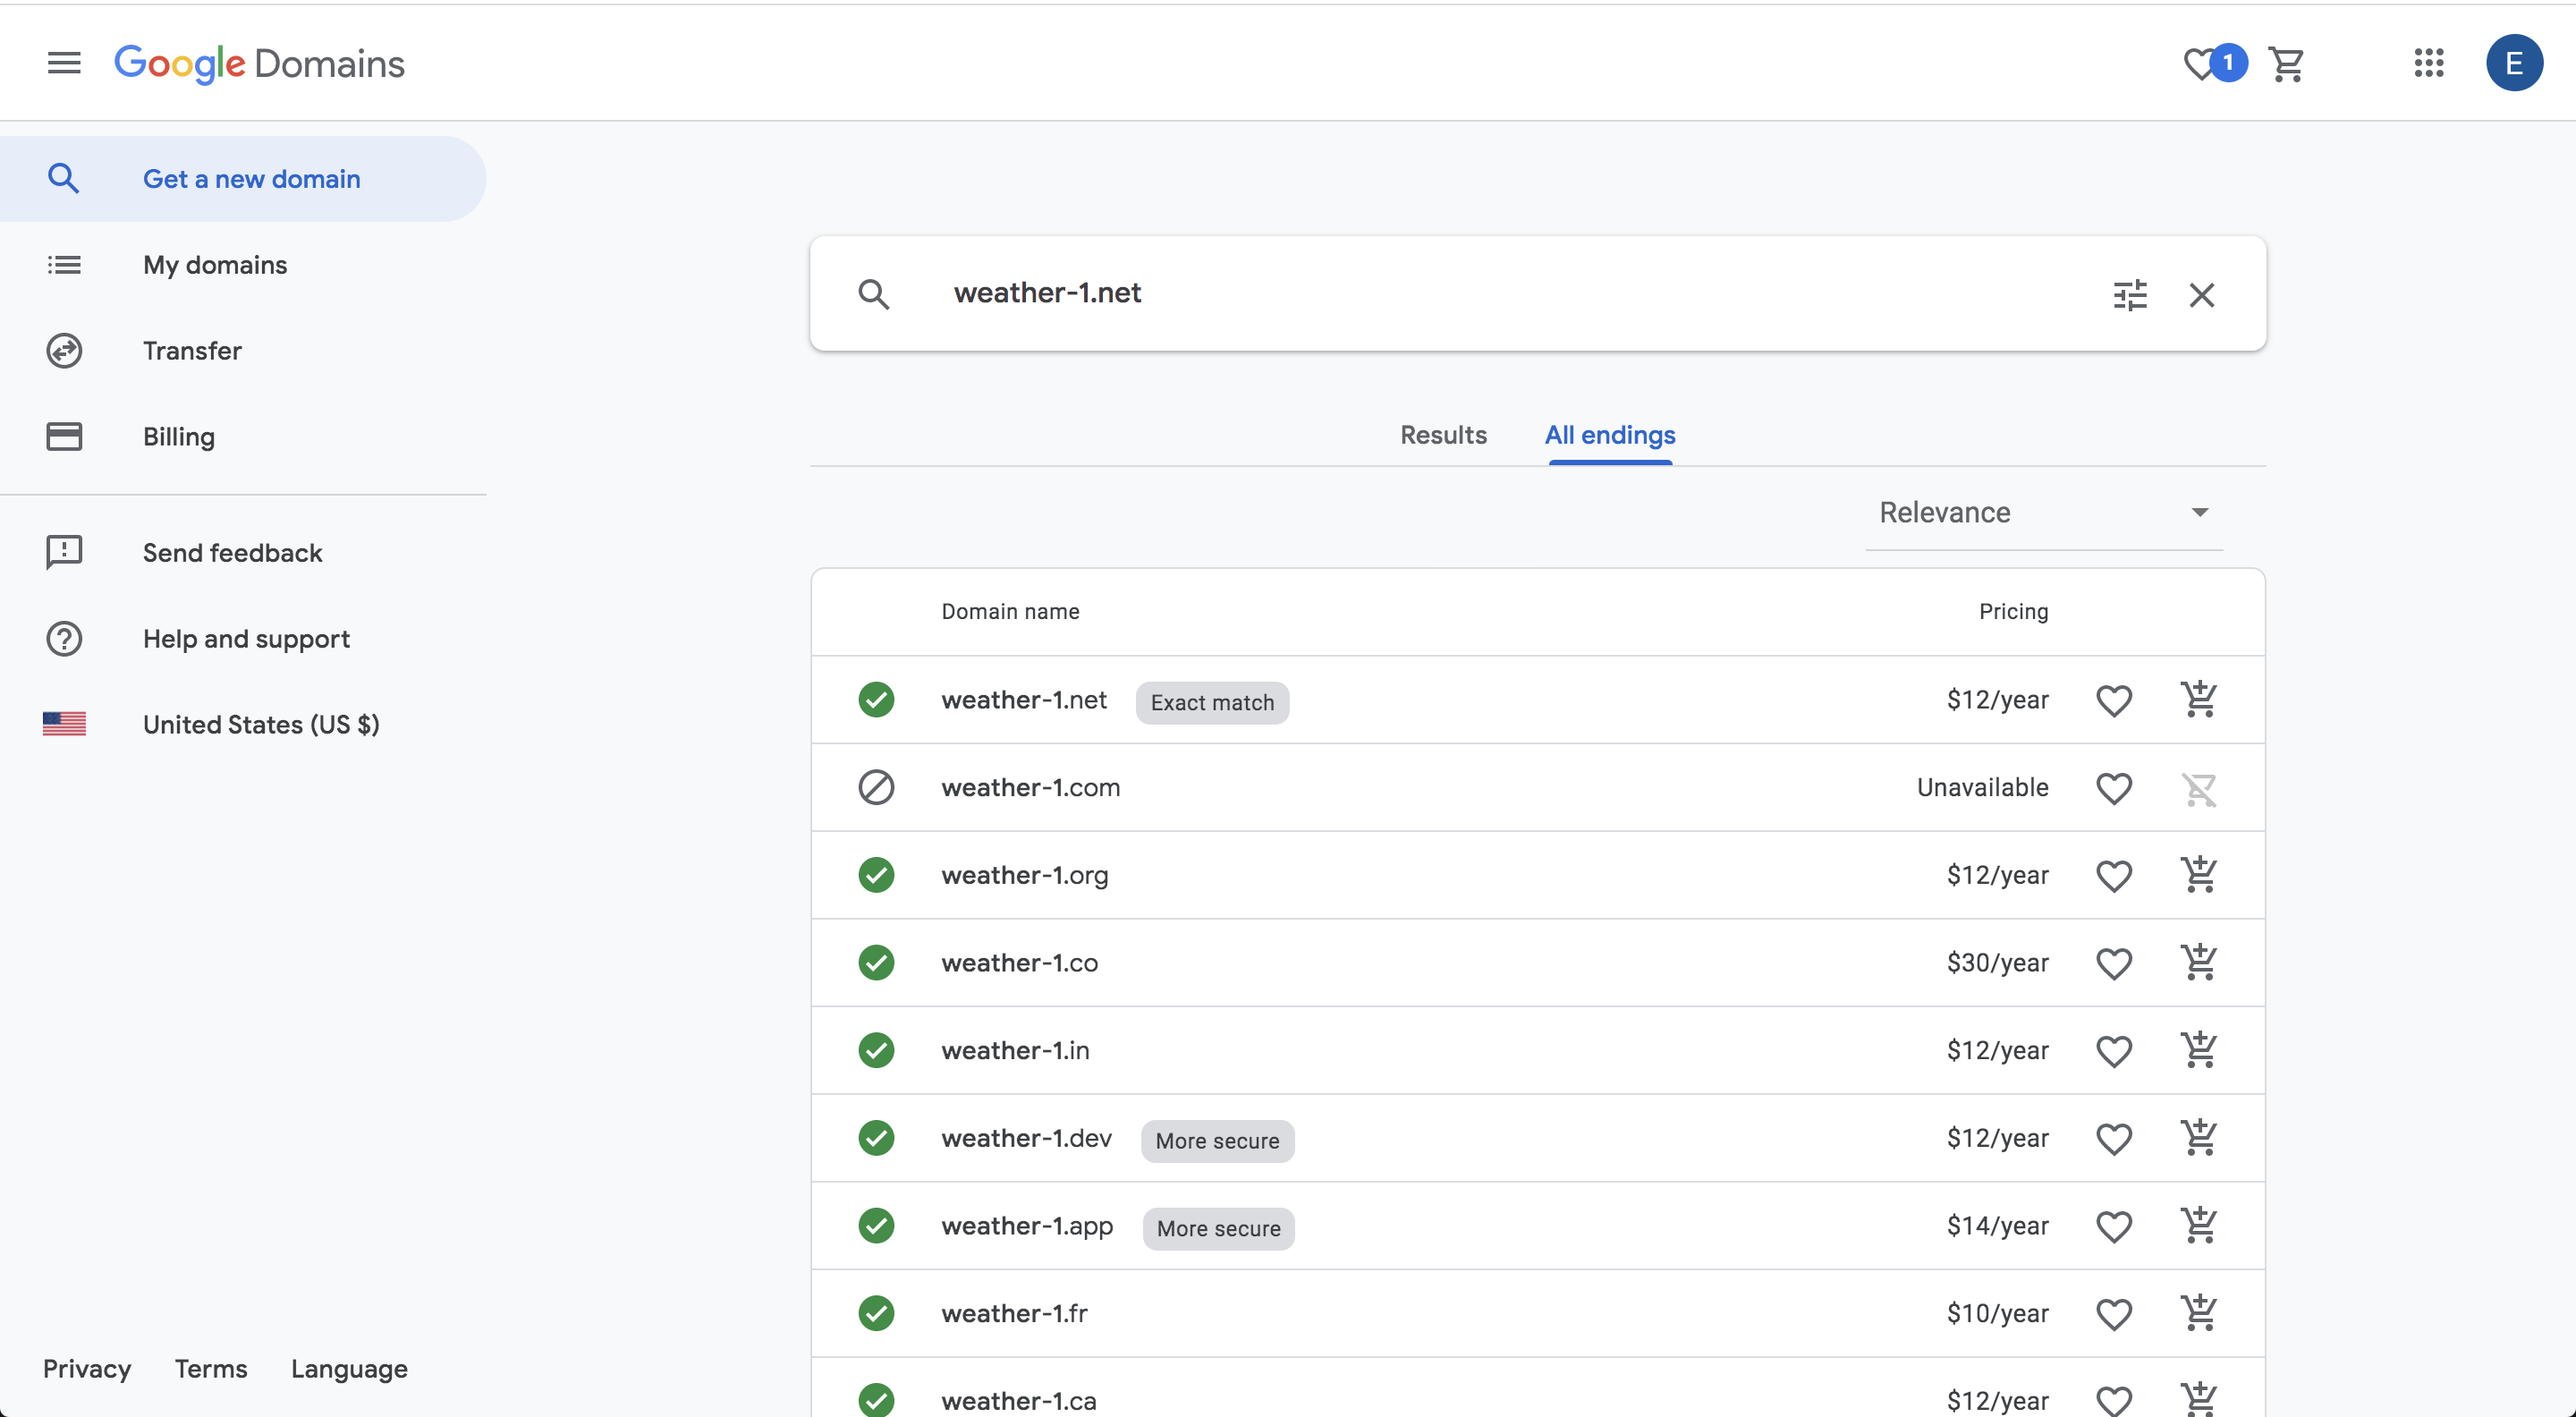 Google Domains
1
E
Get a new domain
My domains
Transfer
Billing
Send feedback
Help and support
United States (US $)
Privacy Terms Language
weather-1.net
Results All endings
Relevance
Domain name Pricing
weather-1.net Exact match $12/year
weather-1.com Unavailable
weather-1.org $12/year
weather-1.co $30/year
weather-1.in $12/year
weather-1.dev More secure $12/year
weather-1.app More secure $14/year
weather-1.fr $10/year
weather-1.ca $12/year